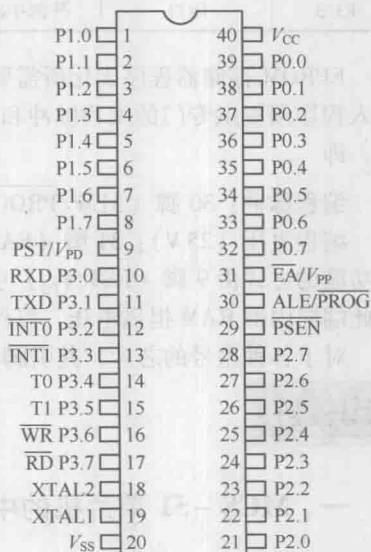 P1.0 1 40 VCC
P1.1 2 39 P0.0
P1.2 3 38 P0.1
P1.3 4 37 P0.2
P1.4 5 36 P0.3
P1.5 6 35 P0.4
P1.6 7 34 P0.5
P1.7 8 33 P0.6
PST/VPD 9 32 P0.7
RXD P3.0 10 31 EA/VPP
TXD P3.1 11 30 ALE/PROG
INT0 P3.2 12 29 PSEN
INT1 P3.3 13 28 P2.7
T0 P3.4 14 27 P2.6
T1 P3.5 15 26 P2.5
WR P3.6 16 25 P2.4
RD P3.7 17 24 P2.3
XTAL2 18 23 P2.2
XTAL1 19 22 P2.1
VSS 20 21 P2.0